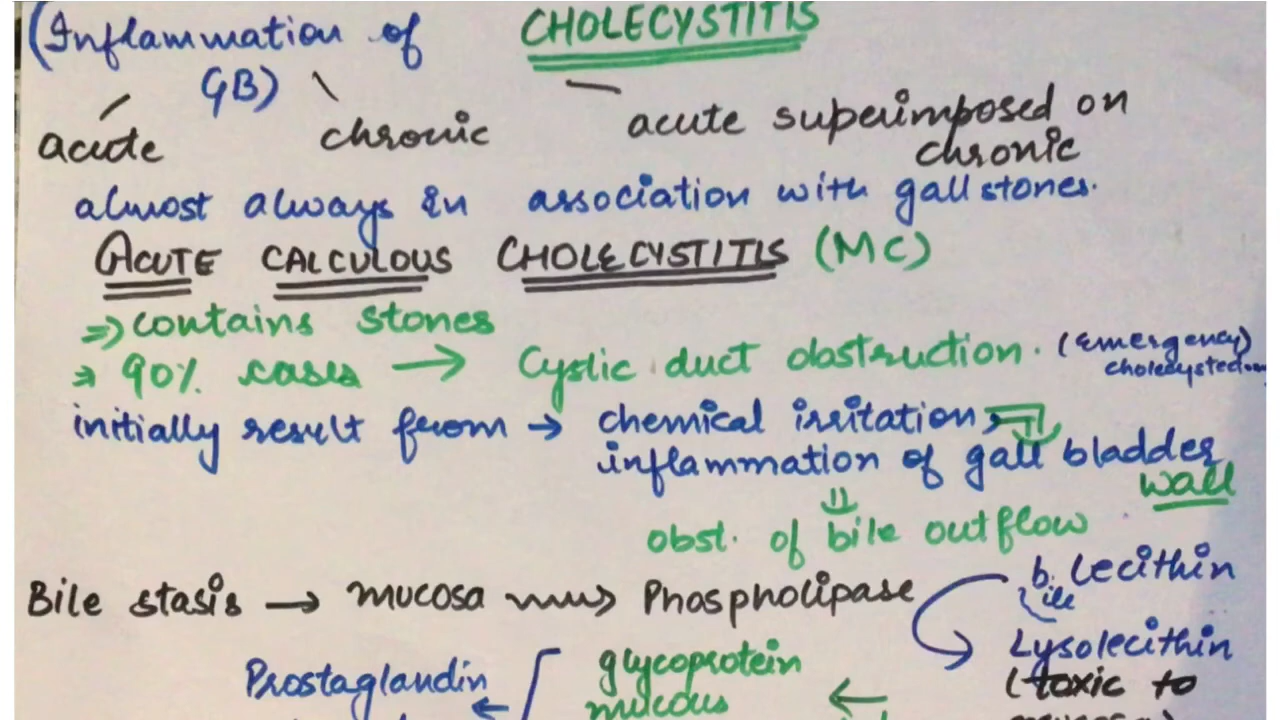 (Inflammation of CHOLECYSTITIS
GB)
acute chronic acute superimposed on
chronic
almost always in association with gall stones.
ACUTE CALCULOUS CHOLECYSTITIS (MC)
⇒ contains stones
⇒ 90% cases → Cystic duct obstruction. (emergency)
initially result from → chemical irritation,
inflammation of gall bladder
wall
⇓
obst. of bile outflow
Bile stasis → mucosa → Phospholipase
b. lecithin
ile
Lysolecithin
(toxic to
Prostaglandin ← glycoprotein
mucous ←